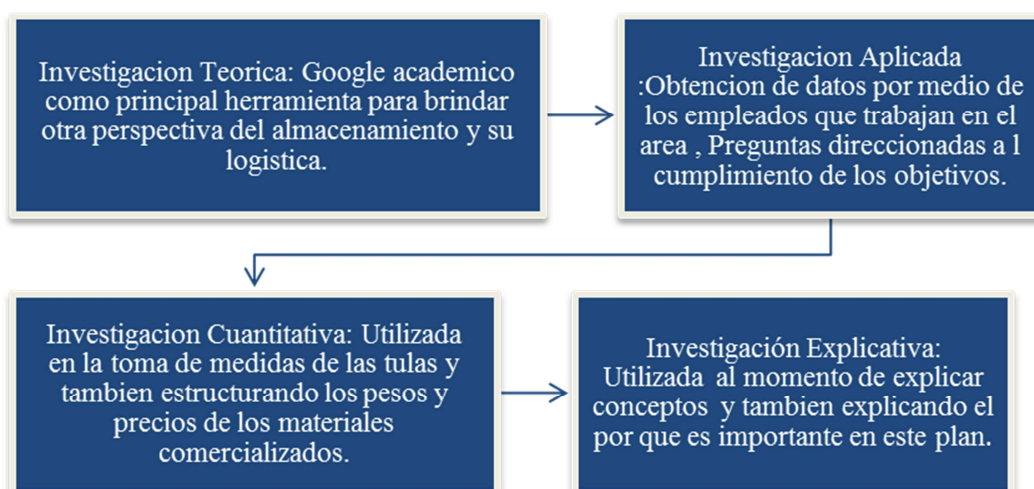 Investigacion Teorica: Google academico
como principal herramienta para brindar
otra perspectiva del almacenamiento y su
logistica.
Investigacion Aplicada
:Obtencion de datos por medio de
los empleados que trabajan en el
area , Preguntas direccionadas a l
cumplimiento de los objetivos.
Investigacion Cuantitativa: Utilizada
en la toma de medidas de las tulas y
tambien estructurando los pesos y
precios de los materiales
comercializados.
Investigación Explicativa:
Utilizada al momento de explicar
conceptos y tambien explicando el
por que es importante en este plan.